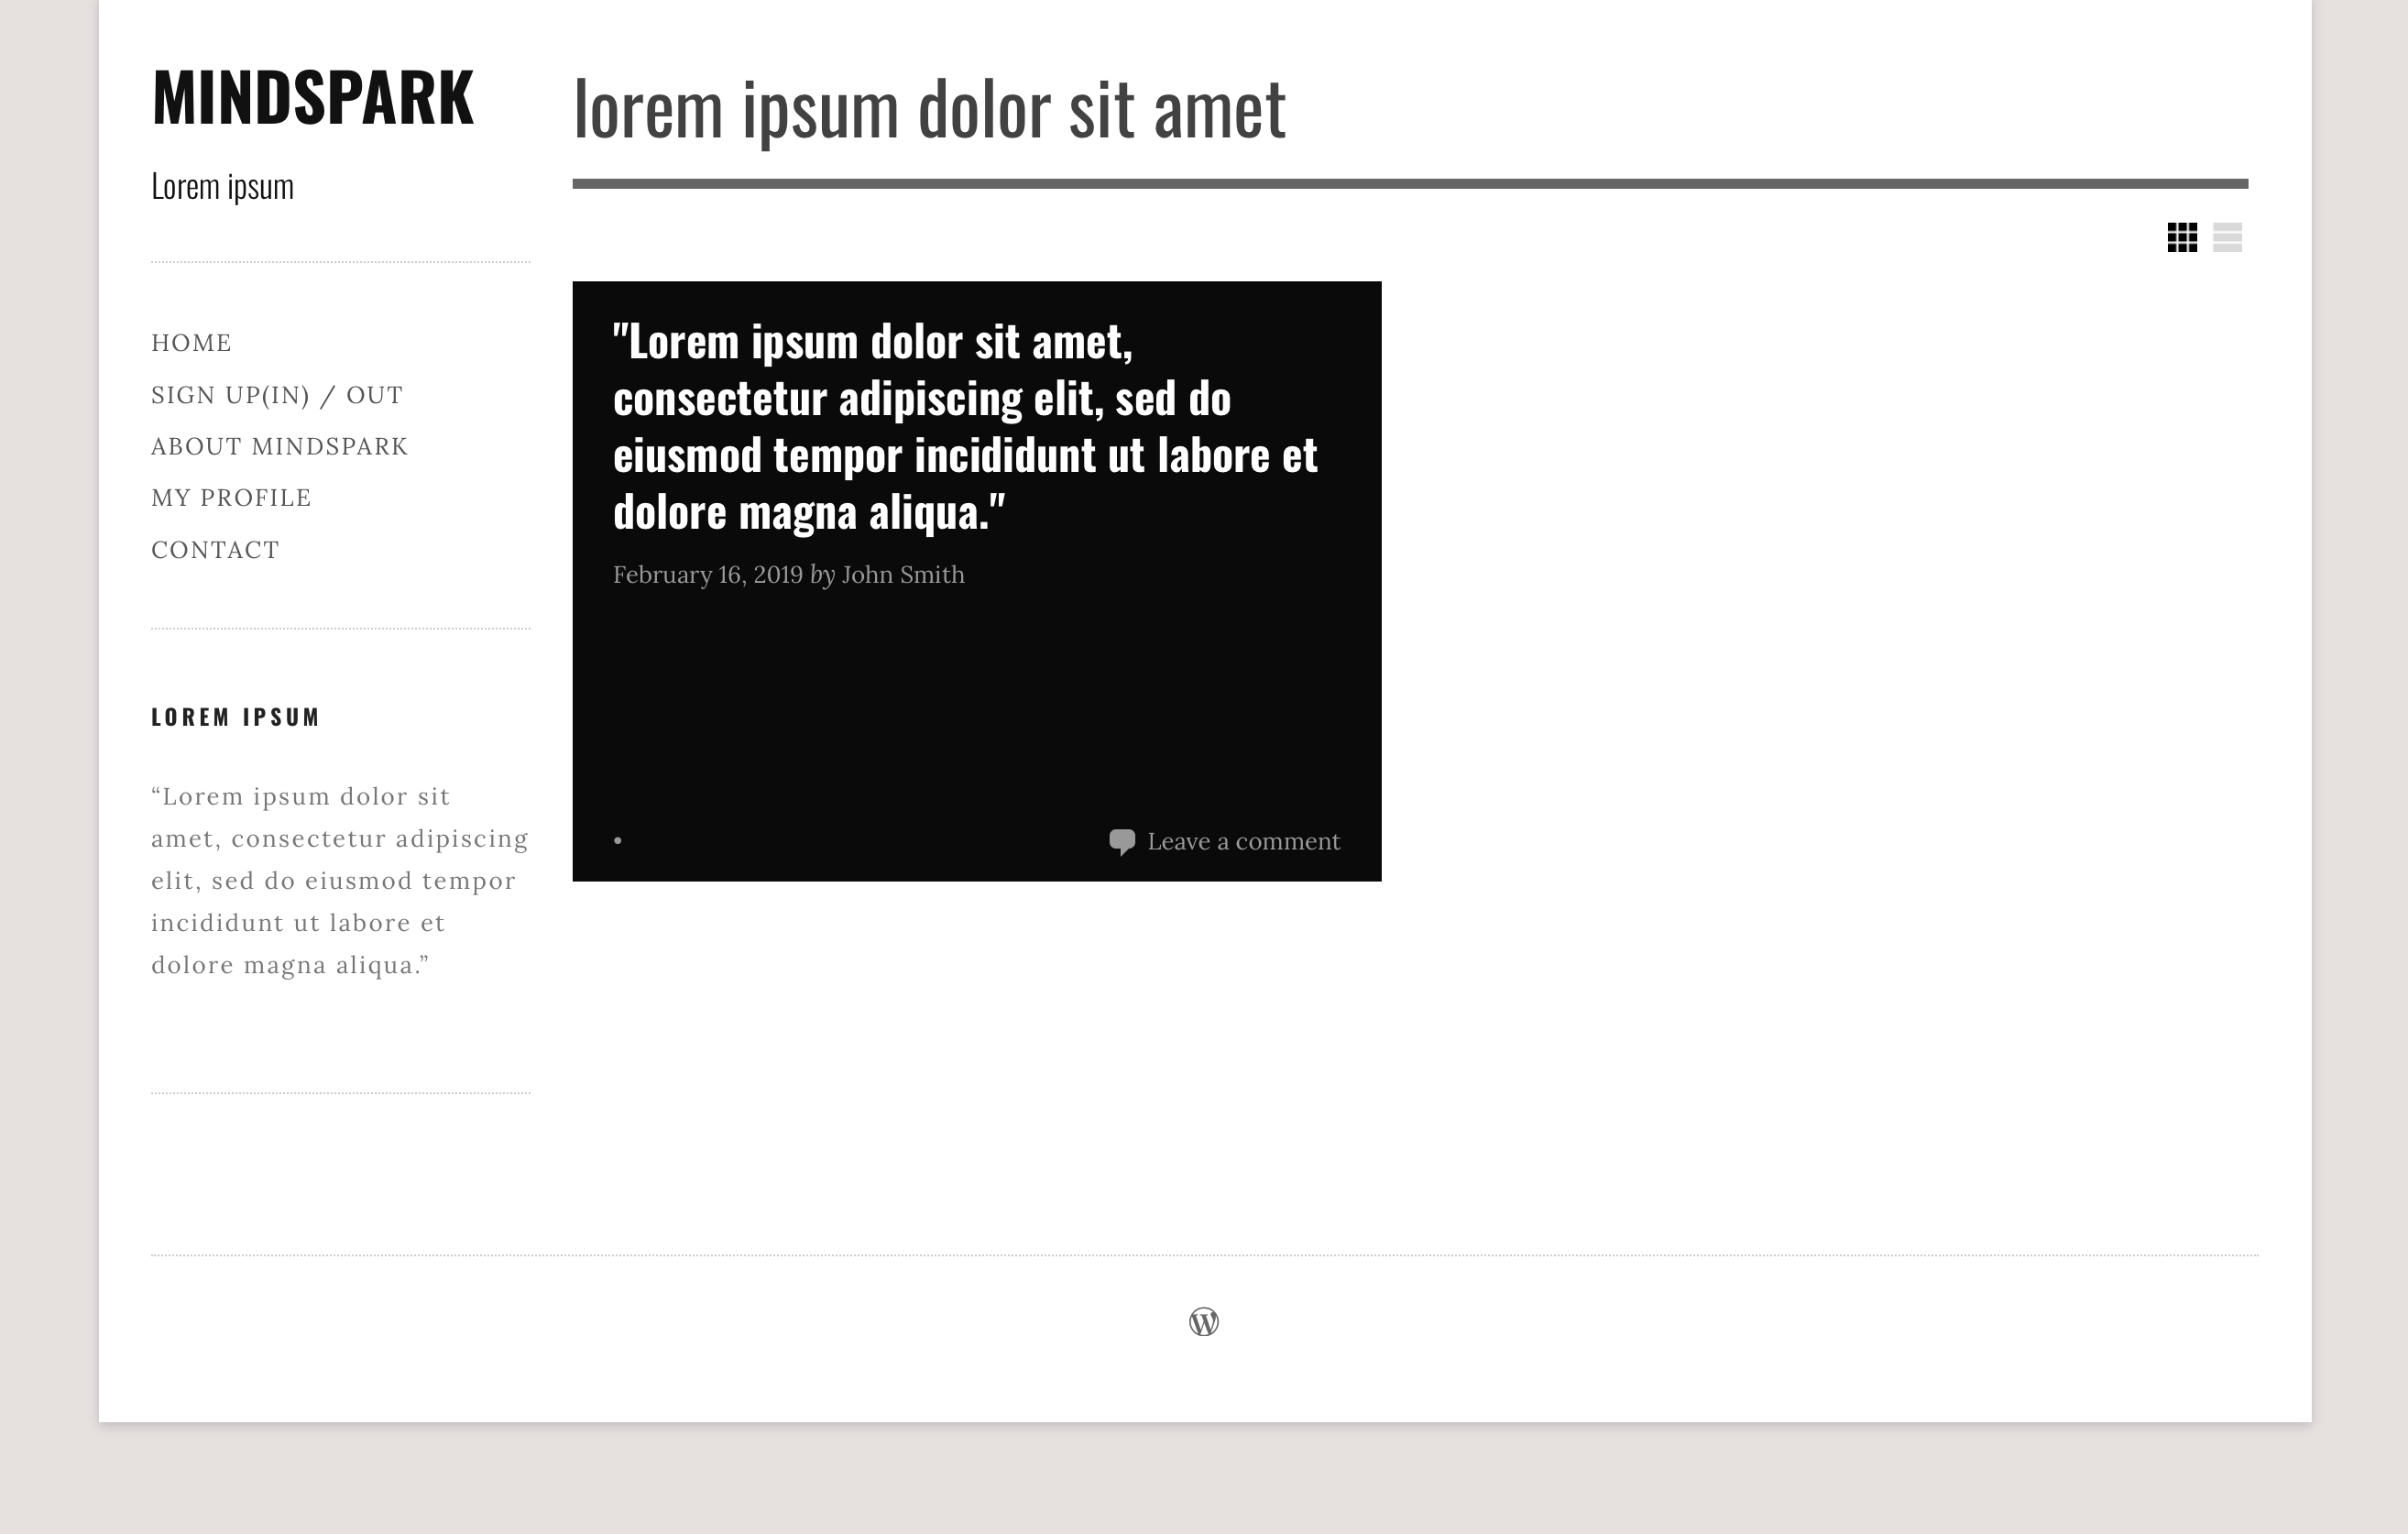 MINDSPARK
Lorem ipsum
HOME
SIGN UP(IN) / OUT
ABOUT MINDSPARK
MY PROFILE
CONTACT
LOREM IPSUM
“Lorem ipsum dolor sit
amet, consectetur adipiscing
elit, sed do eiusmod tempor
incididunt ut labore et
dolore magna aliqua.”
lorem ipsum dolor sit amet
"Lorem ipsum dolor sit amet,
consectetur adipiscing elit, sed do
eiusmod tempor incididunt ut labore et
dolore magna aliqua."
February 16, 2019 by John Smith
• Leave a comment